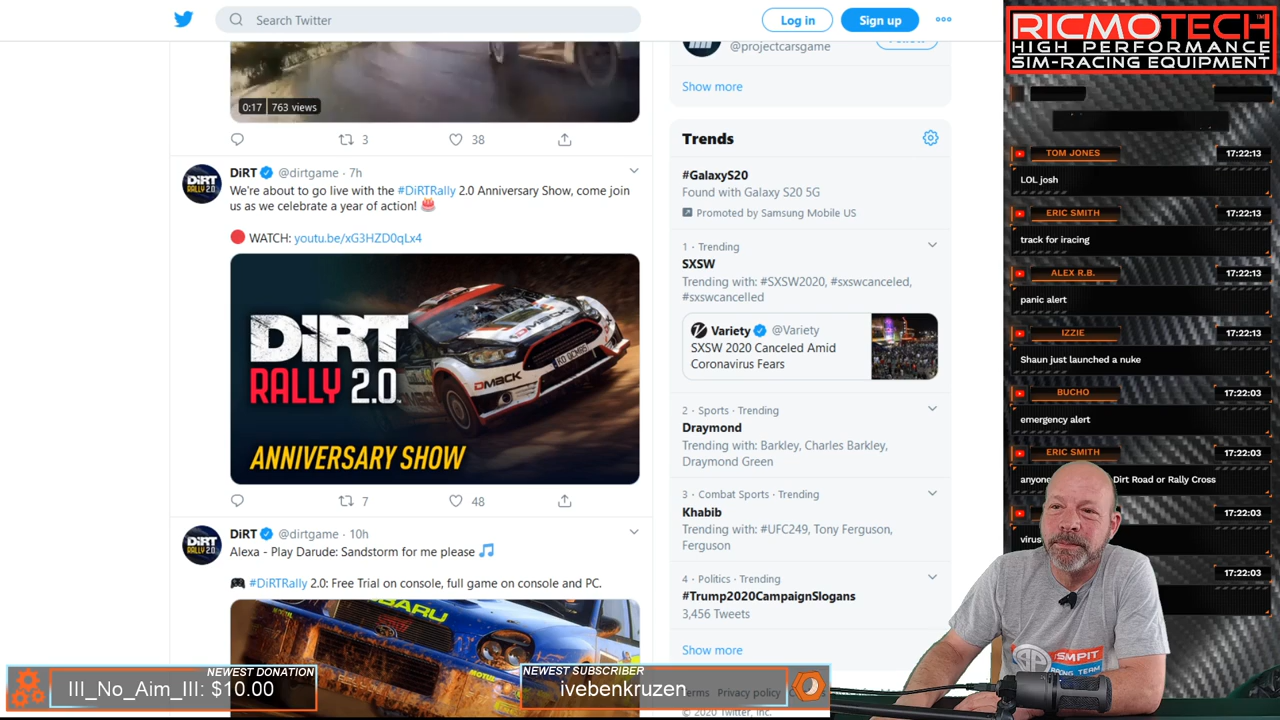 Search Twitter
Log in
Sign up
0:17 763 views
3
38
DiRT @dirtgame · 7h
We're about to go live with the #DiRTRally 2.0 Anniversary Show, come join
us as we celebrate a year of action!
WATCH: youtu.be/xG3HZD0qLx4
DiRT
RALLY 2.0
DMACK
ANNIVERSARY SHOW
7
48
DiRT @dirtgame · 10h
Alexa - Play Darude: Sandstorm for me please
#DiRTRally 2.0: Free Trial on console, full game on console and PC.
SUBARU
@projectcarsgame
Show more
Trends
#GalaxyS20
Found with Galaxy S20 5G
Promoted by Samsung Mobile US
1 · Trending
SXSW
Trending with: #SXSW2020, #sxswcanceled,
#sxswcancelled
Variety @Variety
SXSW 2020 Canceled Amid
Coronavirus Fears
2 · Sports · Trending
Draymond
Trending with: Barkley, Charles Barkley,
Draymond Green
3 · Combat Sports · Trending
Khabib
Trending with: #UFC249, Tony Ferguson,
Ferguson
4 · Politics · Trending
#Trump2020CampaignSlogans
3,456 Tweets
Show more
Privacy policy
© 2020 Twitter, Inc.
NEWEST DONATION
III_No_Aim_III: $10.00
NEWEST SUBSCRIBER
ivebenkruzen
RICMOTECH
HIGH PERFORMANCE
SIM-RACING EQUIPMENT
TOM JONES 17:22:13
LOL josh
ERIC SMITH 17:22:13
track for iracing
ALEX R.B. 17:22:13
panic alert
IZZIE 17:22:13
Shaun just launched a nuke
BUCHO 17:22:03
emergency alert
ERIC SMITH 17:22:03
anyone Dirt Road or Rally Cross
17:22:03
17:22:03
SMPIT
RACING TEAM